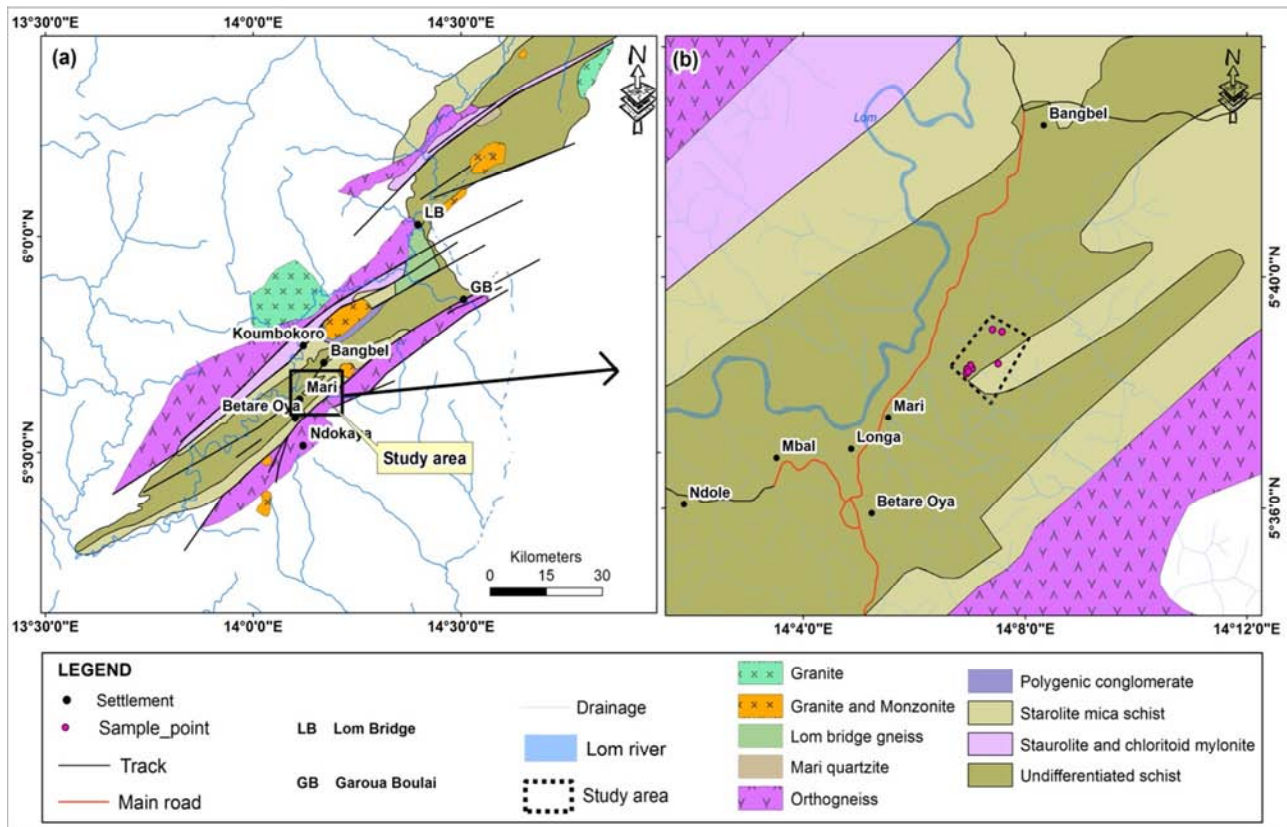 13°30'0"E
14°0'0"E
14°30'0"E
(a)
N
LB
GB
Koumbokoro
Bangbel
Mari
Betare Oya
Ndokaya
Study area
Kilometers
0 15 30
6°0'0"N
5°30'0"N
13°30'0"E
14°0'0"E
14°30'0"E
(b)
N
Lom
Bangbel
Mari
Longa
Mbal
Ndole
Betare Oya
5°40'0"N
5°36'0"N
14°4'0"E
14°8'0"E
14°12'0"E
LEGEND
Settlement
Sample_point
Track
Main road
LB Lom Bridge
GB Garoua Boulai
Drainage
Lom river
Study area
Granite
Granite and Monzonite
Lom bridge gneiss
Mari quartzite
Orthogneiss
Polygenic conglomerate
Starolite mica schist
Staurolite and chloritoid mylonite
Undifferentiated schist